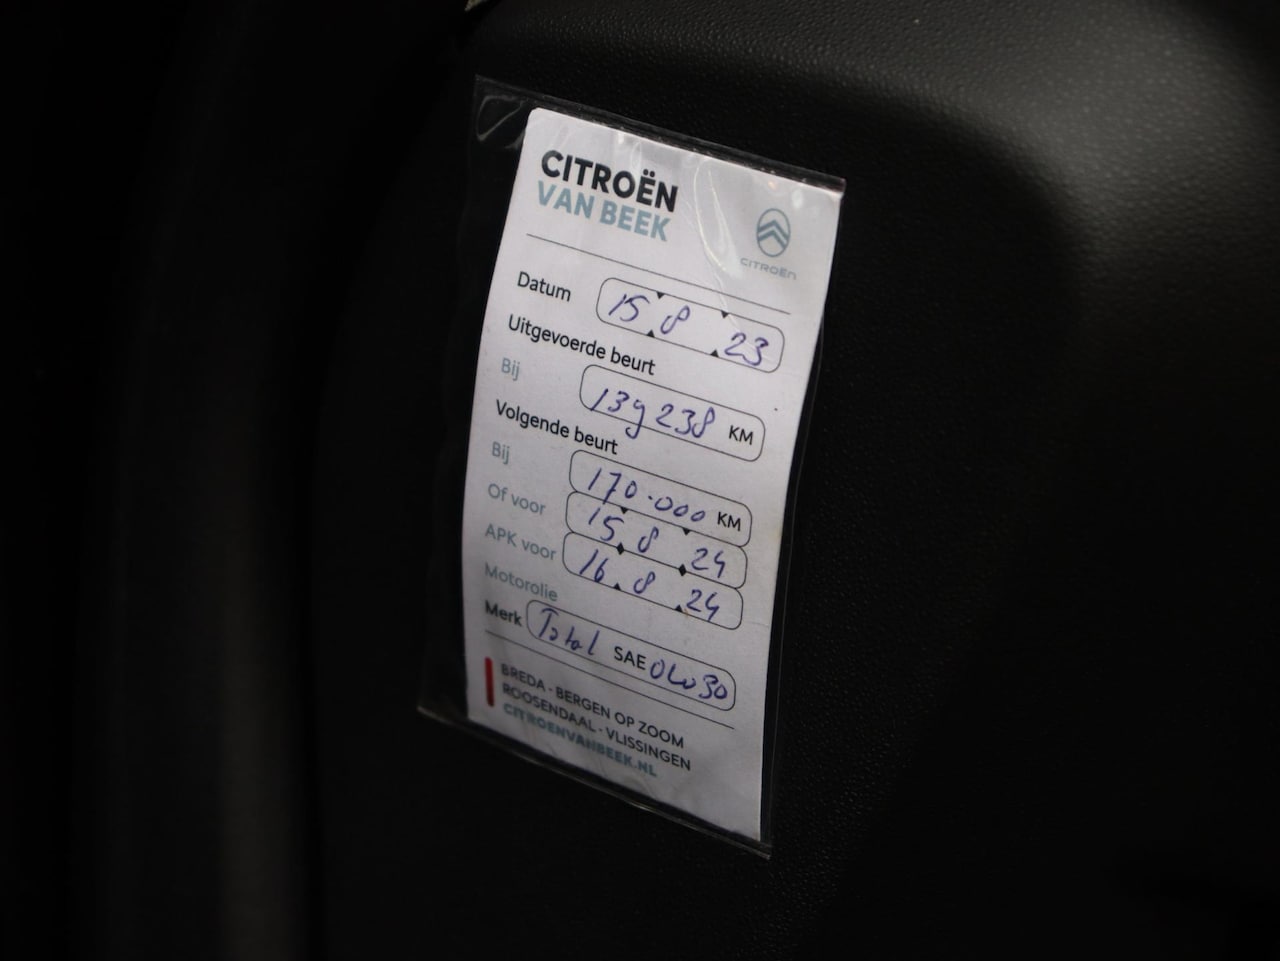 CITROËN
VAN BEEK
CITROËN
Datum 15 8 23
Uitgevoerde beurt
Bij 139238 KM
Volgende beurt
Bij 170.000 KM
Of voor 15 8 24
APK voor 16 8 24
Motorolie
Merk Total SAE 0W30
BREDA - BERGEN OP ZOOM
ROOSENDAAL - VLISSINGEN
CITROENVANBEEK.NL